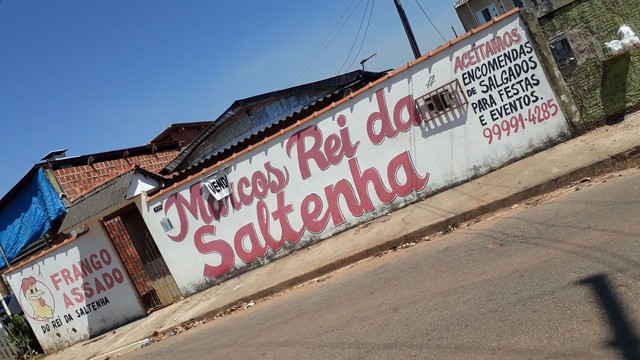 Marcos Rei da
Saltenha
VEND
ACEITAMOS
ENCOMENDAS
DE SALGADOS
PARA FESTAS
E EVENTOS.
99991-4285
FRANGO
ASSADO
DO REI DA SALTENHA